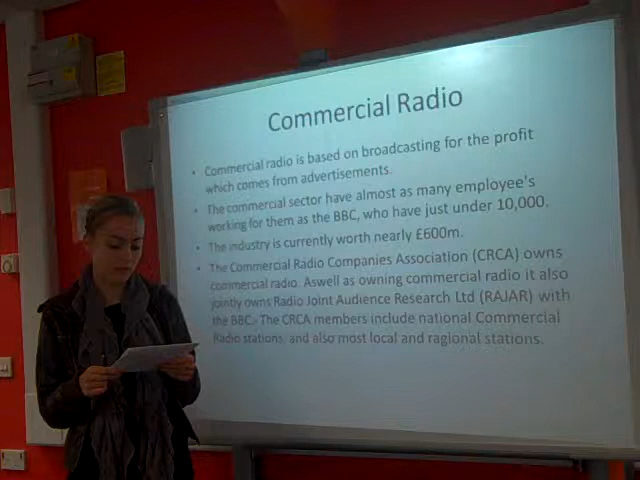 Commercial Radio
• Commercial radio is based on broadcasting for the profit
which comes from advertisements.
• The commercial sector have almost as many employee's
working for them as the BBC, who have just under 10,000.
• The industry is currently worth nearly £600m.
• The Commercial Radio Companies Association (CRCA) owns
commercial radio. Aswell as owning commercial radio it also
jointly owns Radio Joint Audience Research Ltd (RAJAR) with
the BBC. The CRCA members include national Commercial
Radio stations, and also most local and ragional stations.